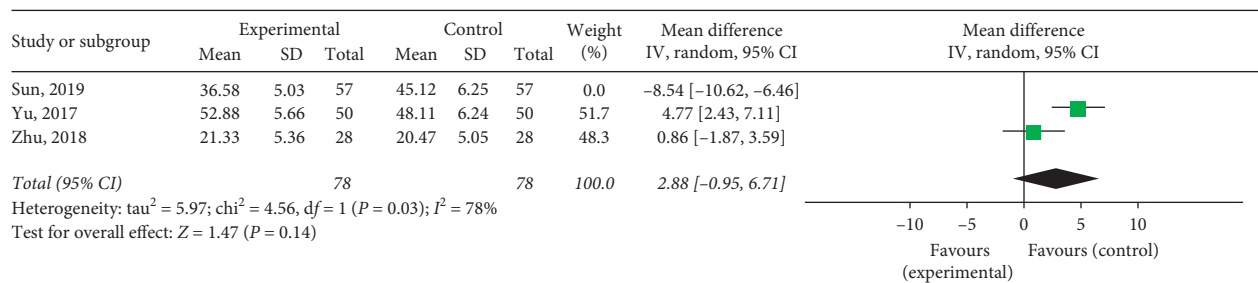 Study or subgroup Experimental Control Weight (%) Mean difference IV, random, 95% CI Mean difference IV, random, 95% CI
Mean SD Total Mean SD Total
Sun, 2019 36.58 5.03 57 45.12 6.25 57 0.0 –8.54 [–10.62, –6.46]
Yu, 2017 52.88 5.66 50 48.11 6.24 50 51.7 4.77 [2.43, 7.11]
Zhu, 2018 21.33 5.36 28 20.47 5.05 28 48.3 0.86 [–1.87, 3.59]
Total (95% CI) 78 78 100.0 2.88 [–0.95, 6.71]
Heterogeneity: tau² = 5.97; chi² = 4.56, df = 1 (P = 0.03); I² = 78%
Test for overall effect: Z = 1.47 (P = 0.14)
–10 –5 0 5 10
Favours (experimental) Favours (control)